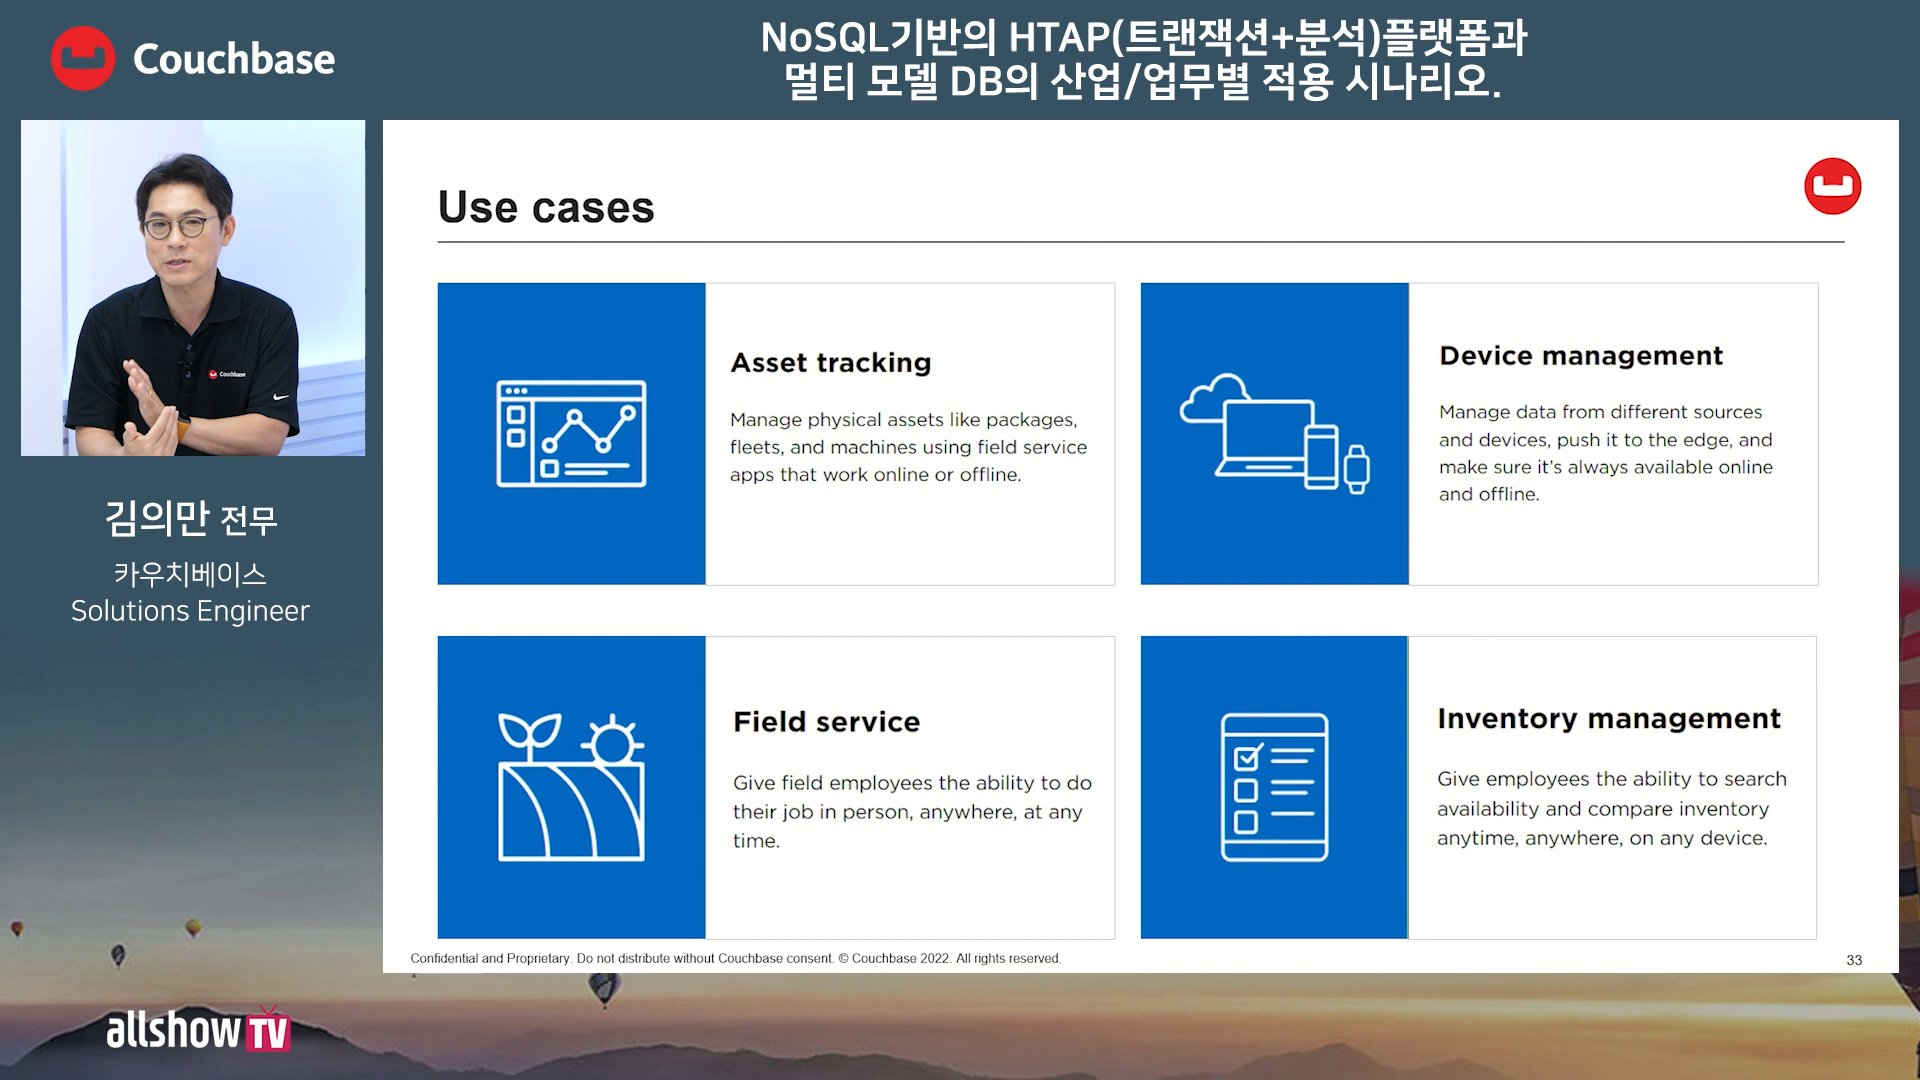 Couchbase
NoSQL기반의 HTAP(트랜잭션+분석)플랫폼과
멀티 모델 DB의 산업/업무별 적용 시나리오.
Couchbase
김의만 전무
카우치베이스
Solutions Engineer
Use cases
Asset tracking
Manage physical assets like packages,
fleets, and machines using field service
apps that work online or offline.
Device management
Manage data from different sources
and devices, push it to the edge, and
make sure it's always available online
and offline.
Field service
Give field employees the ability to do
their job in person, anywhere, at any
time.
Inventory management
Give employees the ability to search
availability and compare inventory
anytime, anywhere, on any device.
Confidential and Proprietary. Do not distribute without Couchbase consent. © Couchbase 2022. All rights reserved.
33
allshow TV